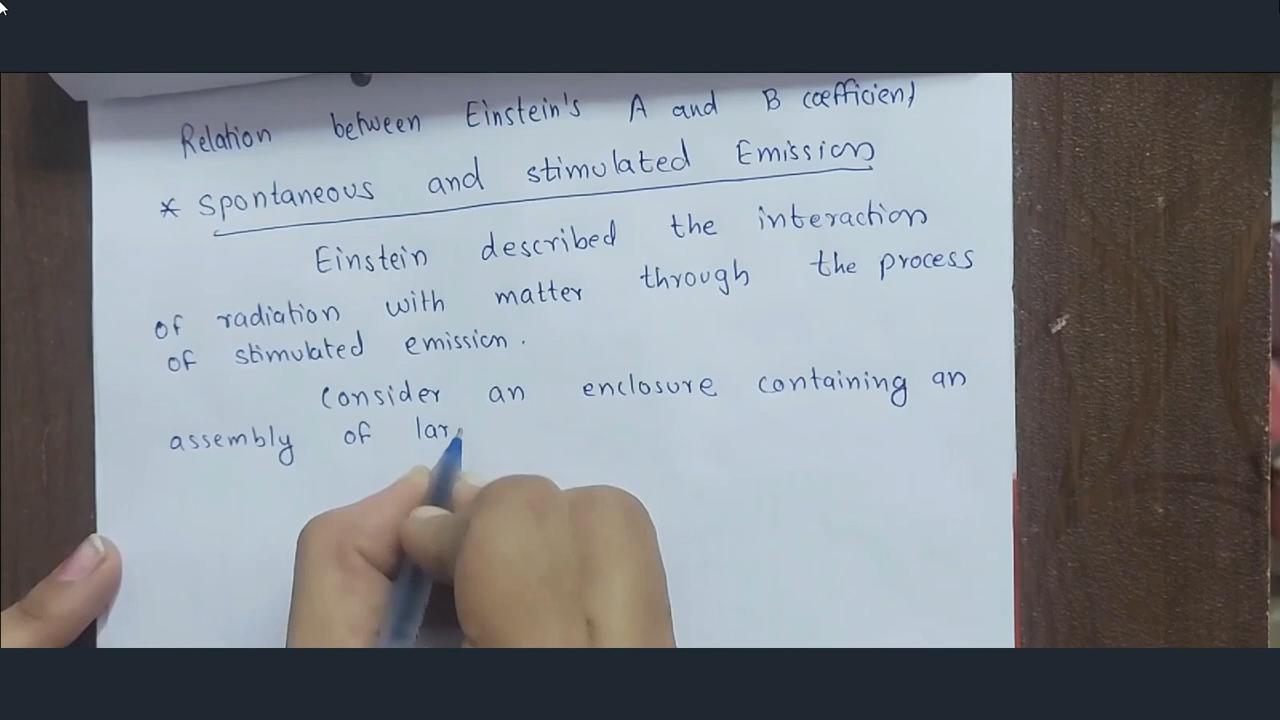 Relation between Einstein's A and B coefficient
* Spontaneous and stimulated Emission
Einstein described the interaction
of radiation with matter through the process
of stimulated emission.
Consider an enclosure containing an
assembly of lar